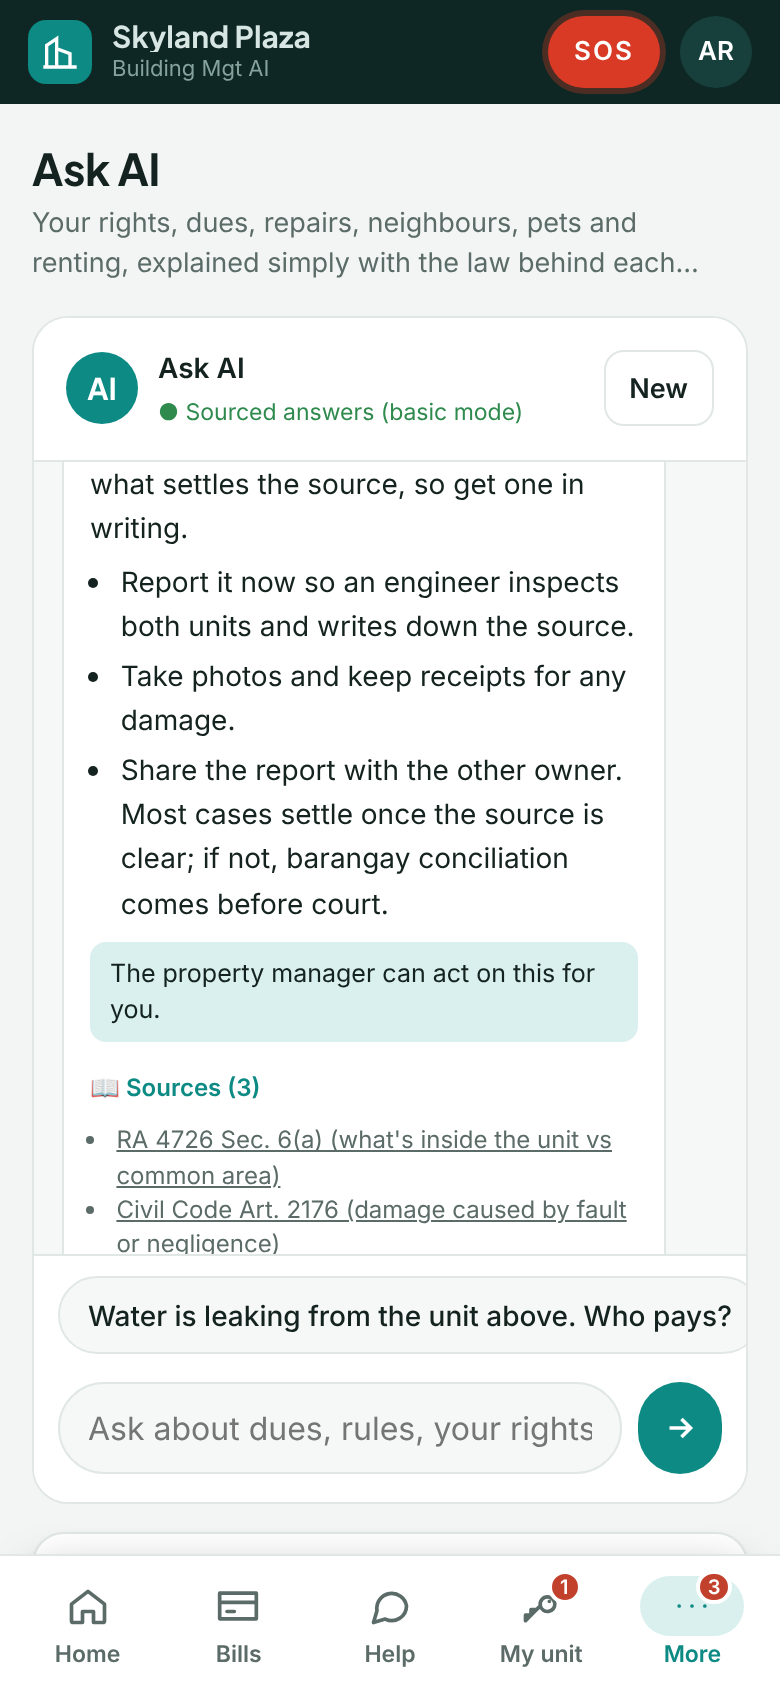 Skyland Plaza
Building Mgt AI
SOS
AR
Ask AI
Your rights, dues, repairs, neighbours, pets and
renting, explained simply with the law behind each...
AI
Ask AI
Sourced answers (basic mode)
New
what settles the source, so get one in
writing.
• Report it now so an engineer inspects
both units and writes down the source.
• Take photos and keep receipts for any
damage.
• Share the report with the other owner.
Most cases settle once the source is
clear; if not, barangay conciliation
comes before court.
The property manager can act on this for
you.
📖 Sources (3)
• RA 4726 Sec. 6(a) (what's inside the unit vs
common area)
• Civil Code Art. 2176 (damage caused by fault
or negligence)
Water is leaking from the unit above. Who pays?
Ask about dues, rules, your rights
1
3
Home
Bills
Help
My unit
More